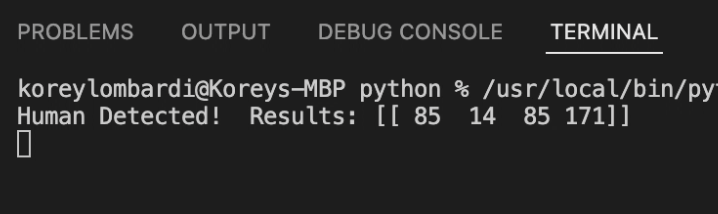 PROBLEMS OUTPUT DEBUG CONSOLE TERMINAL
koreylombardi@Koreys-MBP python % /usr/local/bin/pyt
Human Detected!  Results: [[ 85  14  85 171]]